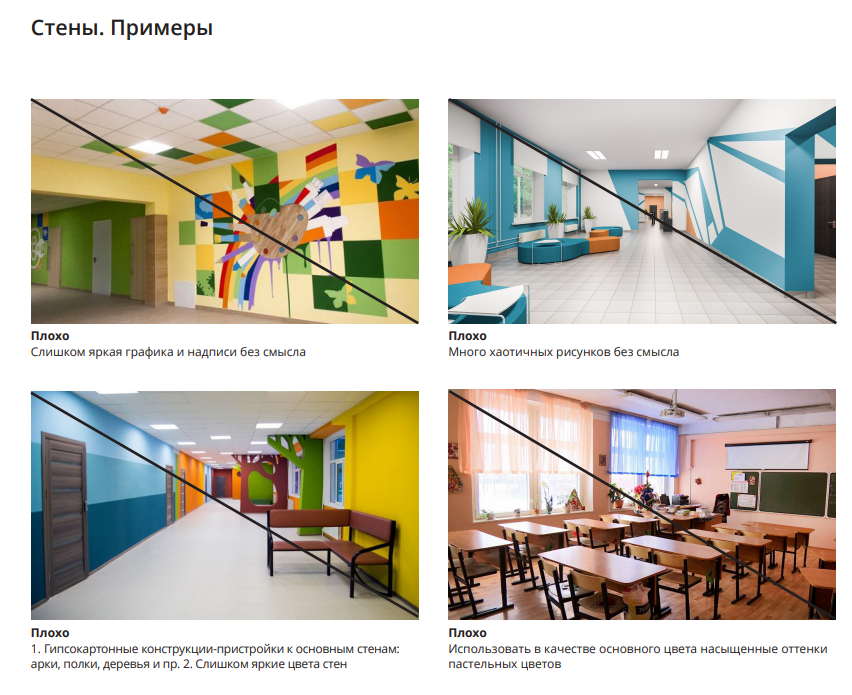 Стены. Примеры
Плохо
Слишком яркая графика и надписи без смысла
Плохо
Много хаотичных рисунков без смысла
Плохо
1. Гипсокартонные конструкции-пристройки к основным стенам:
арки, полки, деревья и пр. 2. Слишком яркие цвета стен
Плохо
Использовать в качестве основного цвета насыщенные оттенки
пастельных цветов